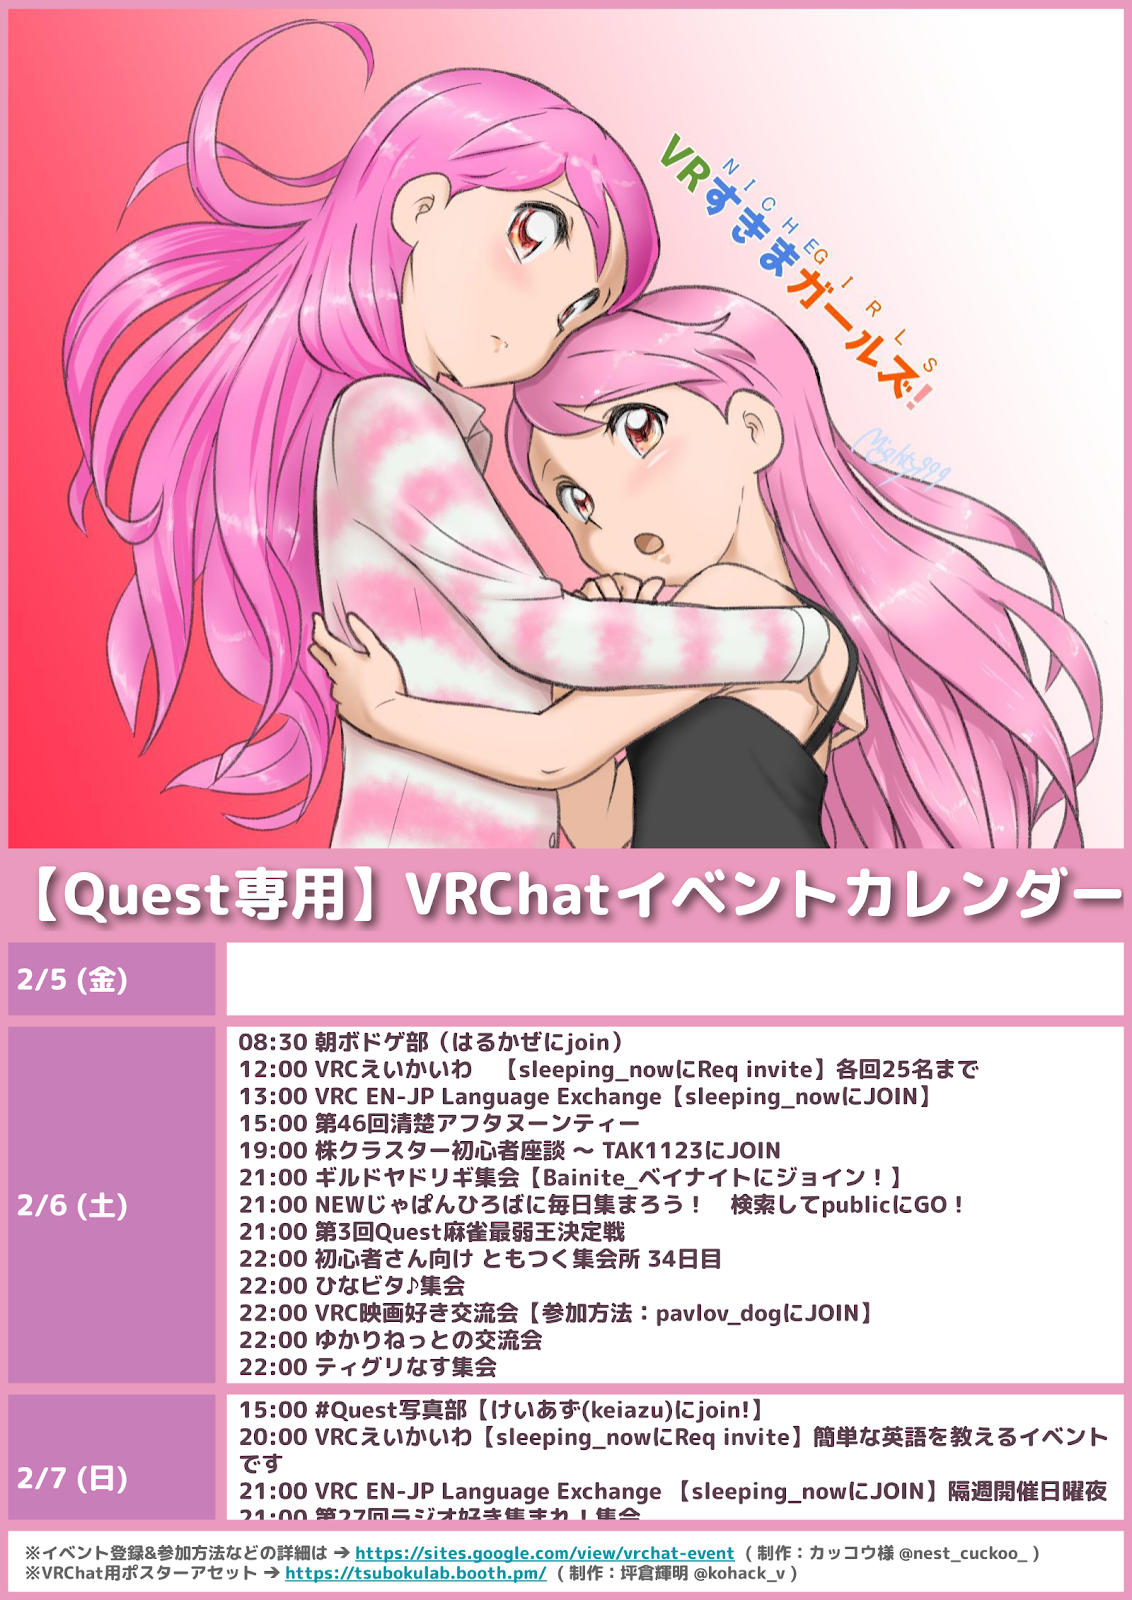 NICHE GIRLS
VRすきまガールズ!
Mighty999
【Quest専用】VRChatイベントカレンダー
2/5 (金)
2/6 (土)
08:30 朝ボドゲ部（はるかぜにjoin）
12:00 VRCえいかいわ　【sleeping_nowにReq invite】各回25名まで
13:00 VRC EN-JP Language Exchange【sleeping_nowにJOIN】
15:00 第46回清楚アフタヌーンティー
19:00 株クラスター初心者座談 ～ TAK1123にJOIN
21:00 ギルドヤドリギ集会【Bainite_ベイナイトにジョイン！】
21:00 NEWじゃぱんひろばに毎日集まろう！　検索してpublicにGO！
21:00 第3回Quest麻雀最弱王決定戦
22:00 初心者さん向け ともつく集会所 34日目
22:00 ひなビタ♪集会
22:00 VRC映画好き交流会【参加方法：pavlov_dogにJOIN】
22:00 ゆかりねっとの交流会
22:00 ティグリなす集会
2/7 (日)
15:00 #Quest写真部【けいあず(keiazu)にjoin!】
20:00 VRCえいかいわ【sleeping_nowにReq invite】簡単な英語を教えるイベント
です
21:00 VRC EN-JP Language Exchange 【sleeping_nowにJOIN】隔週開催日曜夜
21:00 第27回ラジオ好き集まれ！集会
※イベント登録&参加方法などの詳細は ➔ https://sites.google.com/view/vrchat-event ( 制作：カッコウ様 @nest_cuckoo_ )
※VRChat用ポスターアセット ➔ https://tsubokulab.booth.pm/ ( 制作：坪倉輝明 @kohack_v )